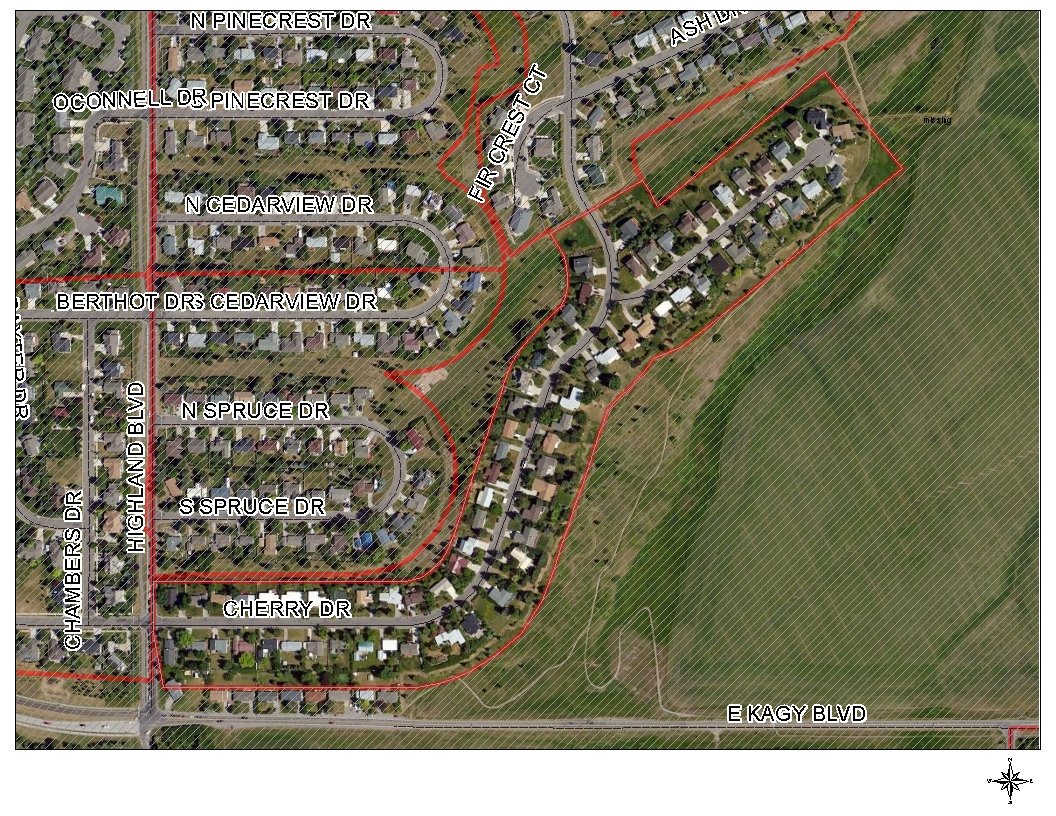 N PINECREST DR
ASH DR
OCONNELL DR
S PINECREST DR
FIR CREST CT
missing
N CEDARVIEW DR
BERTHOT DR
S CEDARVIEW DR
N SPRUCE DR
HIGHLAND BLVD
S SPRUCE DR
CHAMBERS DR
CHERRY DR
E KAGY BLVD